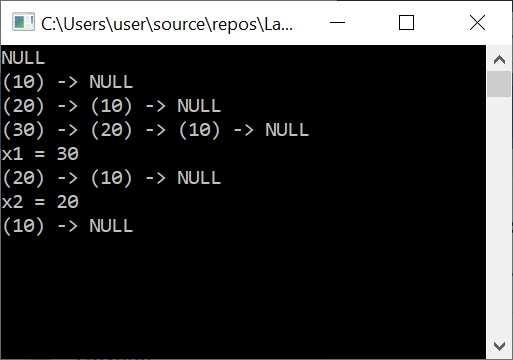 C:\Users\user\source\repos\La...
NULL
(10) -> NULL
(20) -> (10) -> NULL
(30) -> (20) -> (10) -> NULL
x1 = 30
(20) -> (10) -> NULL
x2 = 20
(10) -> NULL